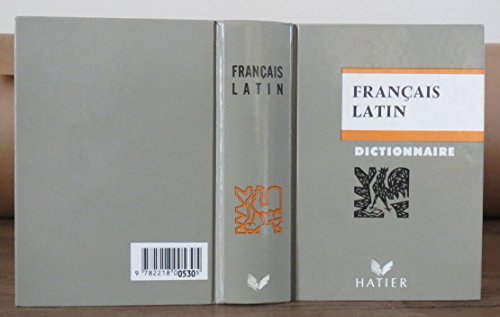 9 782218 005305
FRANÇAIS
LATIN
FRANÇAIS
LATIN
DICTIONNAIRE
HATIER